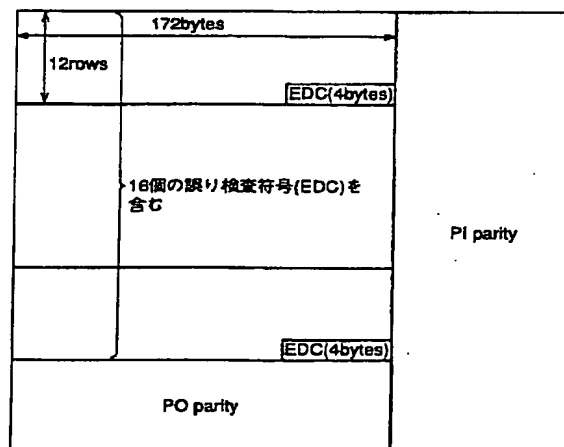 172bytes
12rows
EDC(4bytes)
16個の誤り検査符号(EDC)を
含む
PI parity
EDC(4bytes)
PO parity